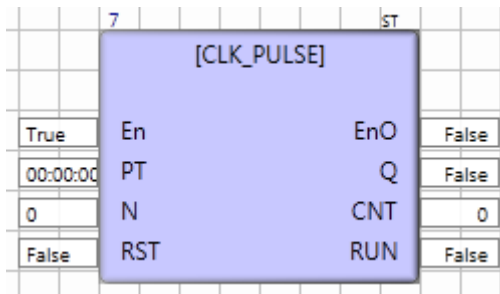 7 ST
[CLK_PULSE]
True En EnO False
00:00:00 PT Q False
0 N CNT 0
False RST RUN False